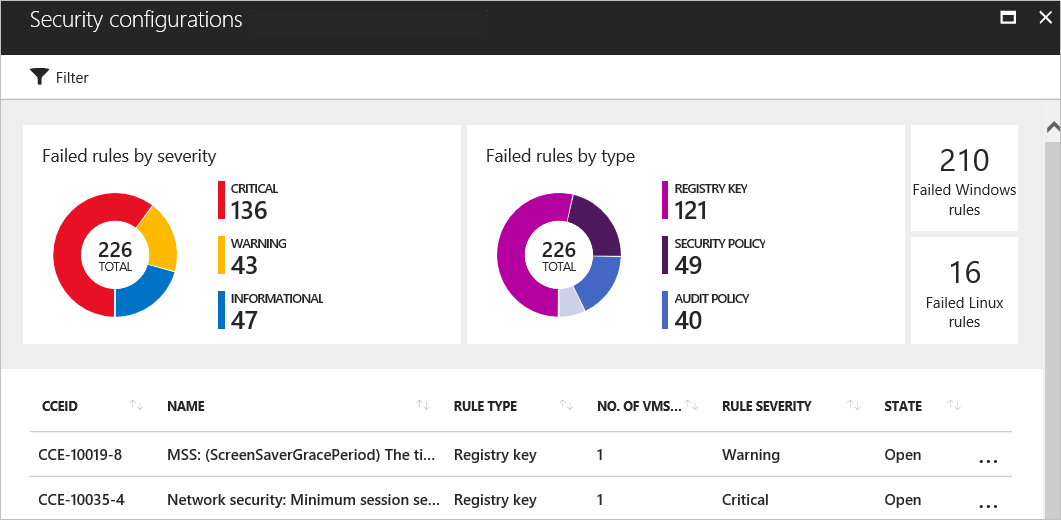 Security configurations
Filter
Failed rules by severity
226
TOTAL
CRITICAL
136
WARNING
43
INFORMATIONAL
47
Failed rules by type
226
TOTAL
REGISTRY KEY
121
SECURITY POLICY
49
AUDIT POLICY
40
210
Failed Windows
rules
16
Failed Linux
rules
CCEID NAME RULE TYPE NO. OF VMS... RULE SEVERITY STATE
CCE-10019-8 MSS: (ScreenSaverGracePeriod) The ti... Registry key 1 Warning Open ...
CCE-10035-4 Network security: Minimum session se... Registry key 1 Critical Open ...